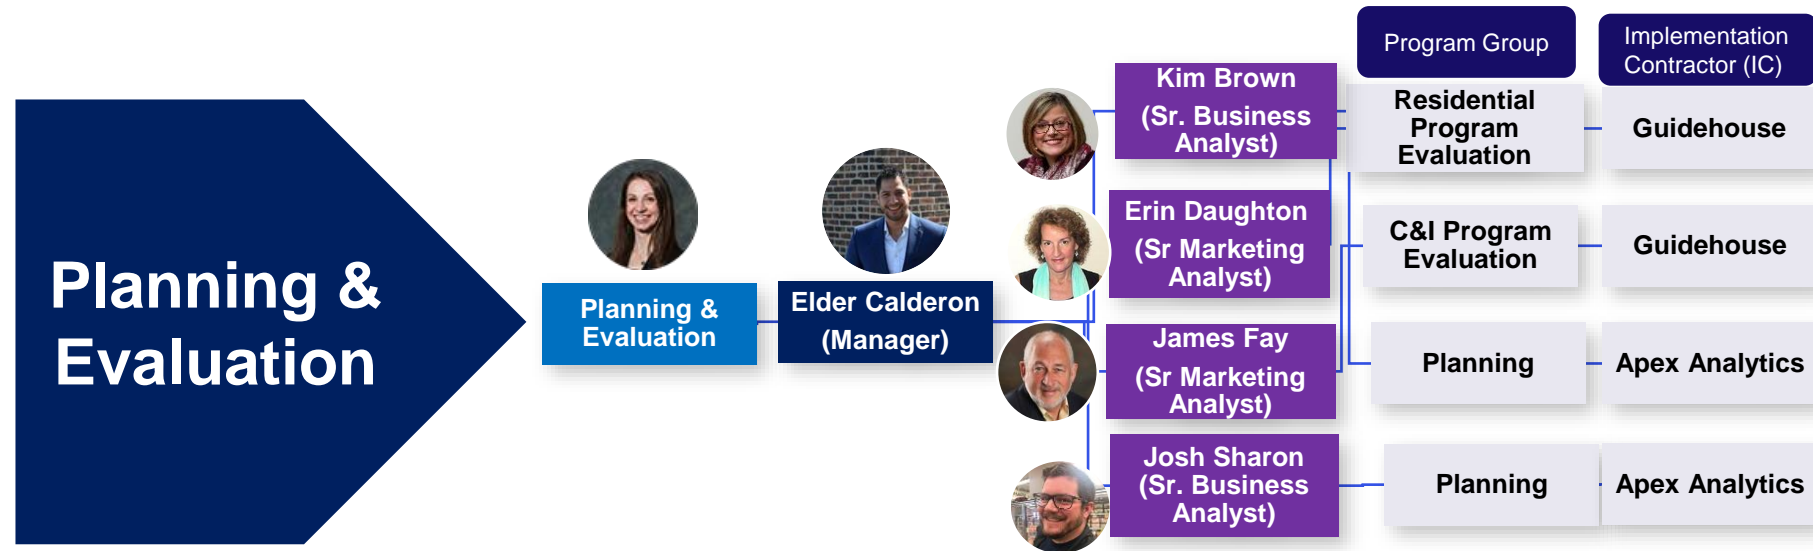 Planning &
Evaluation
Planning &
Evaluation
Elder Calderon
(Manager)
Kim Brown
(Sr. Business
Analyst)
Erin Daughton
(Sr Marketing
Analyst)
James Fay
(Sr Marketing
Analyst)
Josh Sharon
(Sr. Business
Analyst)
Program Group
Implementation
Contractor (IC)
Residential
Program
Evaluation
Guidehouse
C&I Program
Evaluation
Guidehouse
Planning
Apex Analytics
Planning
Apex Analytics